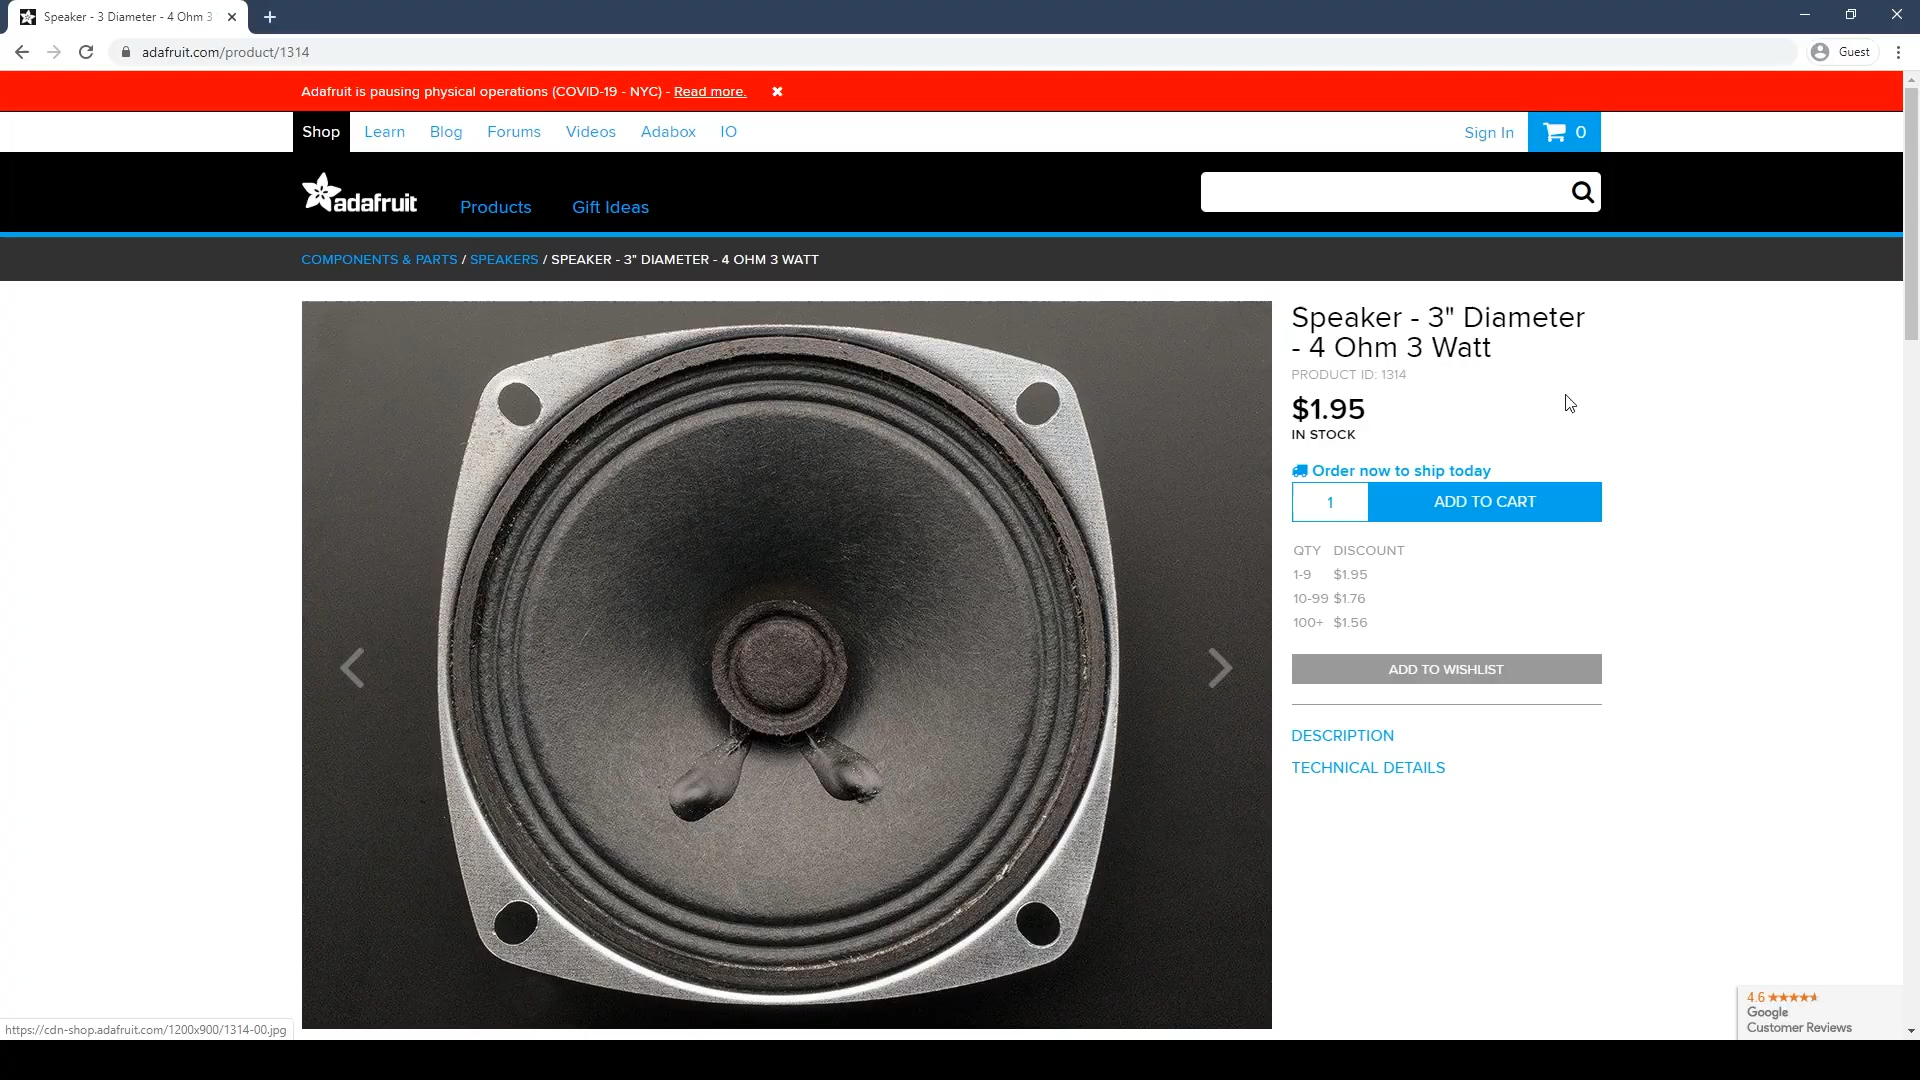 Speaker - 3 Diameter - 4 Ohm 3
adafruit.com/product/1314
Guest
Adafruit is pausing physical operations (COVID-19 - NYC) - Read more.
Shop Learn Blog Forums Videos Adabox IO Sign In 0
adafruit Products Gift Ideas
COMPONENTS & PARTS / SPEAKERS / SPEAKER - 3" DIAMETER - 4 OHM 3 WATT
Speaker - 3" Diameter
- 4 Ohm 3 Watt
PRODUCT ID: 1314
$1.95
IN STOCK
Order now to ship today
1 ADD TO CART
QTY DISCOUNT
1-9 $1.95
10-99 $1.76
100+ $1.56
ADD TO WISHLIST
DESCRIPTION
TECHNICAL DETAILS
4.6
Google
Customer Reviews
https://cdn-shop.adafruit.com/1200x900/1314-00.jpg